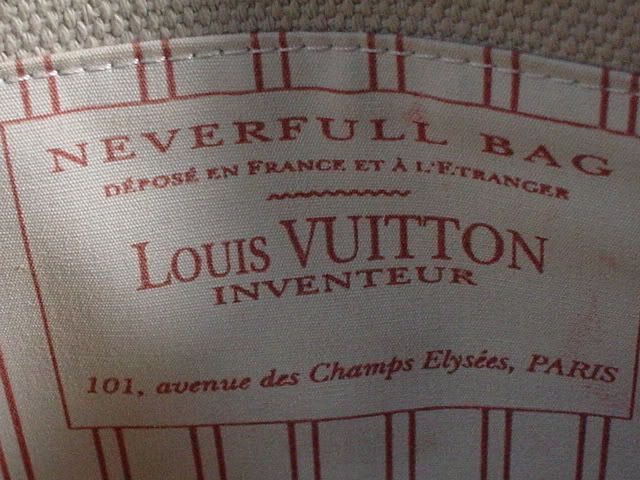 NEVERFULL BAG
DÉPOSÉ EN FRANCE ET À L'ETRANGER
LOUIS VUITTON
INVENTEUR
101, avenue des Champs Elysées, PARIS